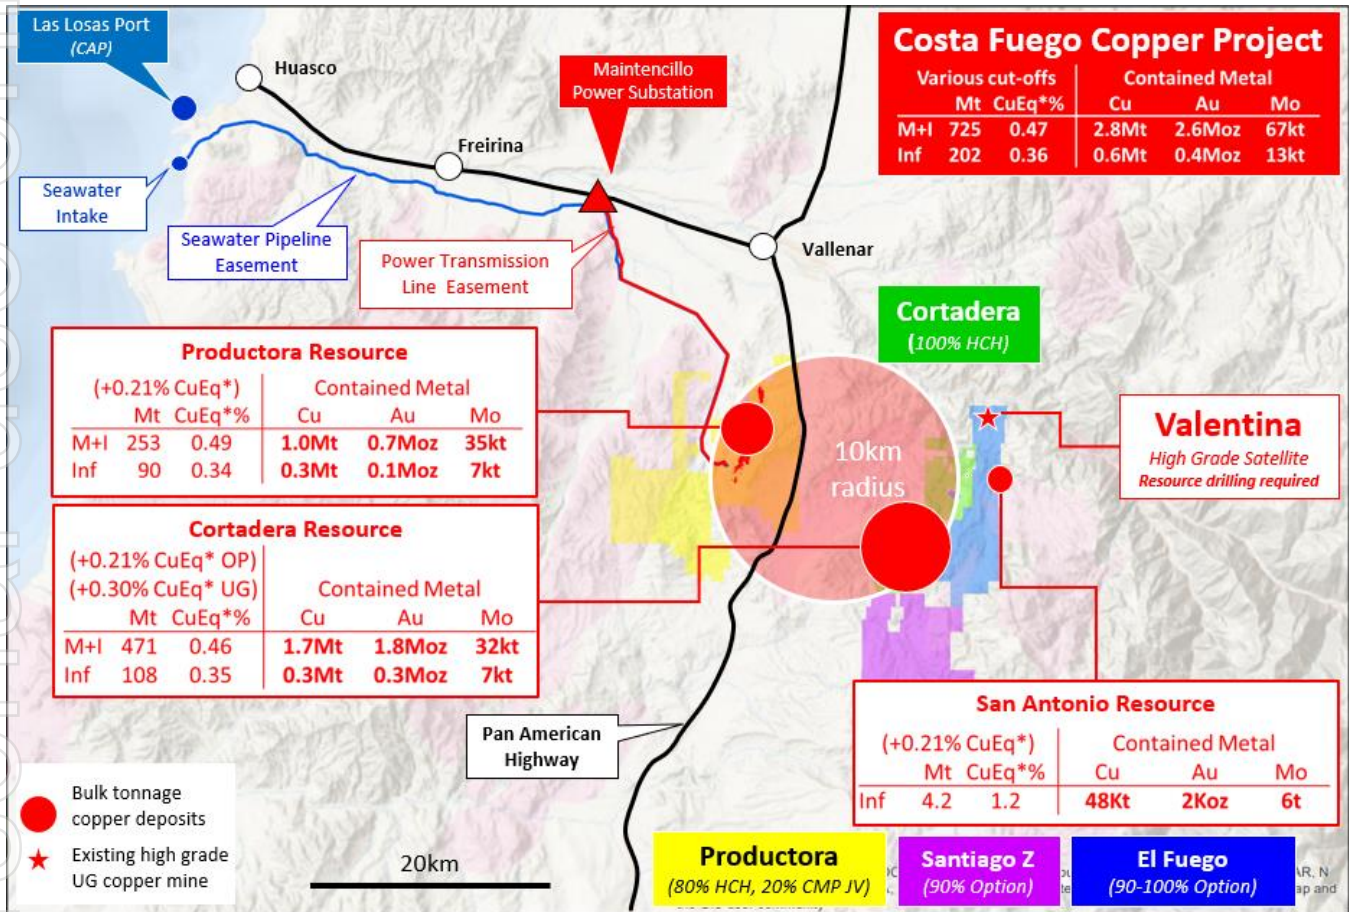 Las Losas Port
(CAP)
Huasco
Maintencillo
Power Substation
Costa Fuego Copper Project
Various cut-offs Contained Metal
Mt CuEq*% Cu Au Mo
M+I 725 0.47 2.8Mt 2.6Moz 67kt
Inf 202 0.36 0.6Mt 0.4Moz 13kt
Freirina
Seawater
Intake
Seawater Pipeline
Easement
Power Transmission
Line Easement
Vallenar
Cortadera
(100% HCH)
Productora Resource
(+0.21% CuEq*) Contained Metal
Mt CuEq*% Cu Au Mo
M+I 253 0.49 1.0Mt 0.7Moz 35kt
Inf 90 0.34 0.3Mt 0.1Moz 7kt
10km
radius
Valentina
High Grade Satellite
Resource drilling required
Cortadera Resource
(+0.21% CuEq* OP)
(+0.30% CuEq* UG) Contained Metal
Mt CuEq*% Cu Au Mo
M+I 471 0.46 1.7Mt 1.8Moz 32kt
Inf 108 0.35 0.3Mt 0.3Moz 7kt
San Antonio Resource
(+0.21% CuEq*) Contained Metal
Mt CuEq*% Cu Au Mo
Inf 4.2 1.2 48Kt 2Koz 6t
Pan American
Highway
Bulk tonnage
copper deposits
Existing high grade
UG copper mine
20km
Productora
(80% HCH, 20% CMP JV)
Santiago Z
(90% Option)
El Fuego
(90-100% Option)
AR, N
ap and